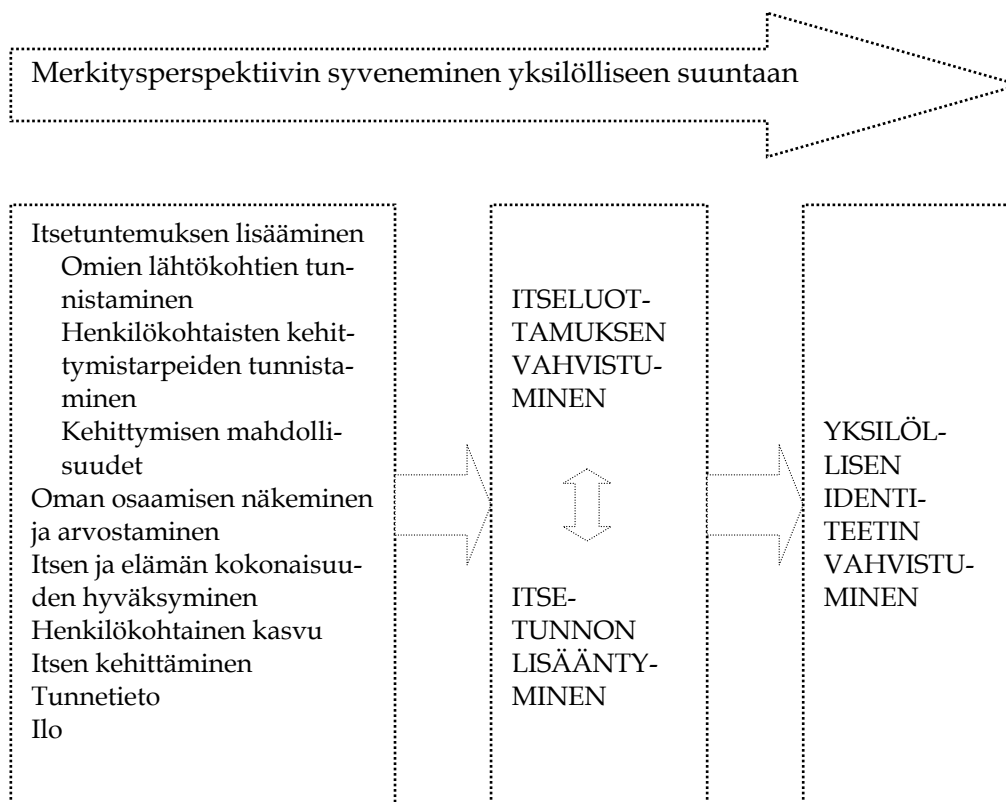 Merkitysperspektiivin syveneminen yksilölliseen suuntaan
Itsetuntemuksen lisääminen
Omien lähtökohtien tun-
nistaminen
Henkilökohtaisten kehit-
tymistarpeiden tunnista-
minen
Kehittymisen mahdolli-
suudet
Oman osaamisen näkeminen
ja arvostaminen
Itsen ja elämän kokonaisuu-
den hyväksyminen
Henkilökohtainen kasvu
Itsen kehittäminen
Tunnetieto
Ilo
ITSELUOT-
TAMUKSEN
VAHVISTU-
MINEN
ITSE-
TUNNON
LISÄÄNTY-
MINEN
YKSILÖL-
LISEN
IDENTI-
TEETIN
VAHVISTU-
MINEN